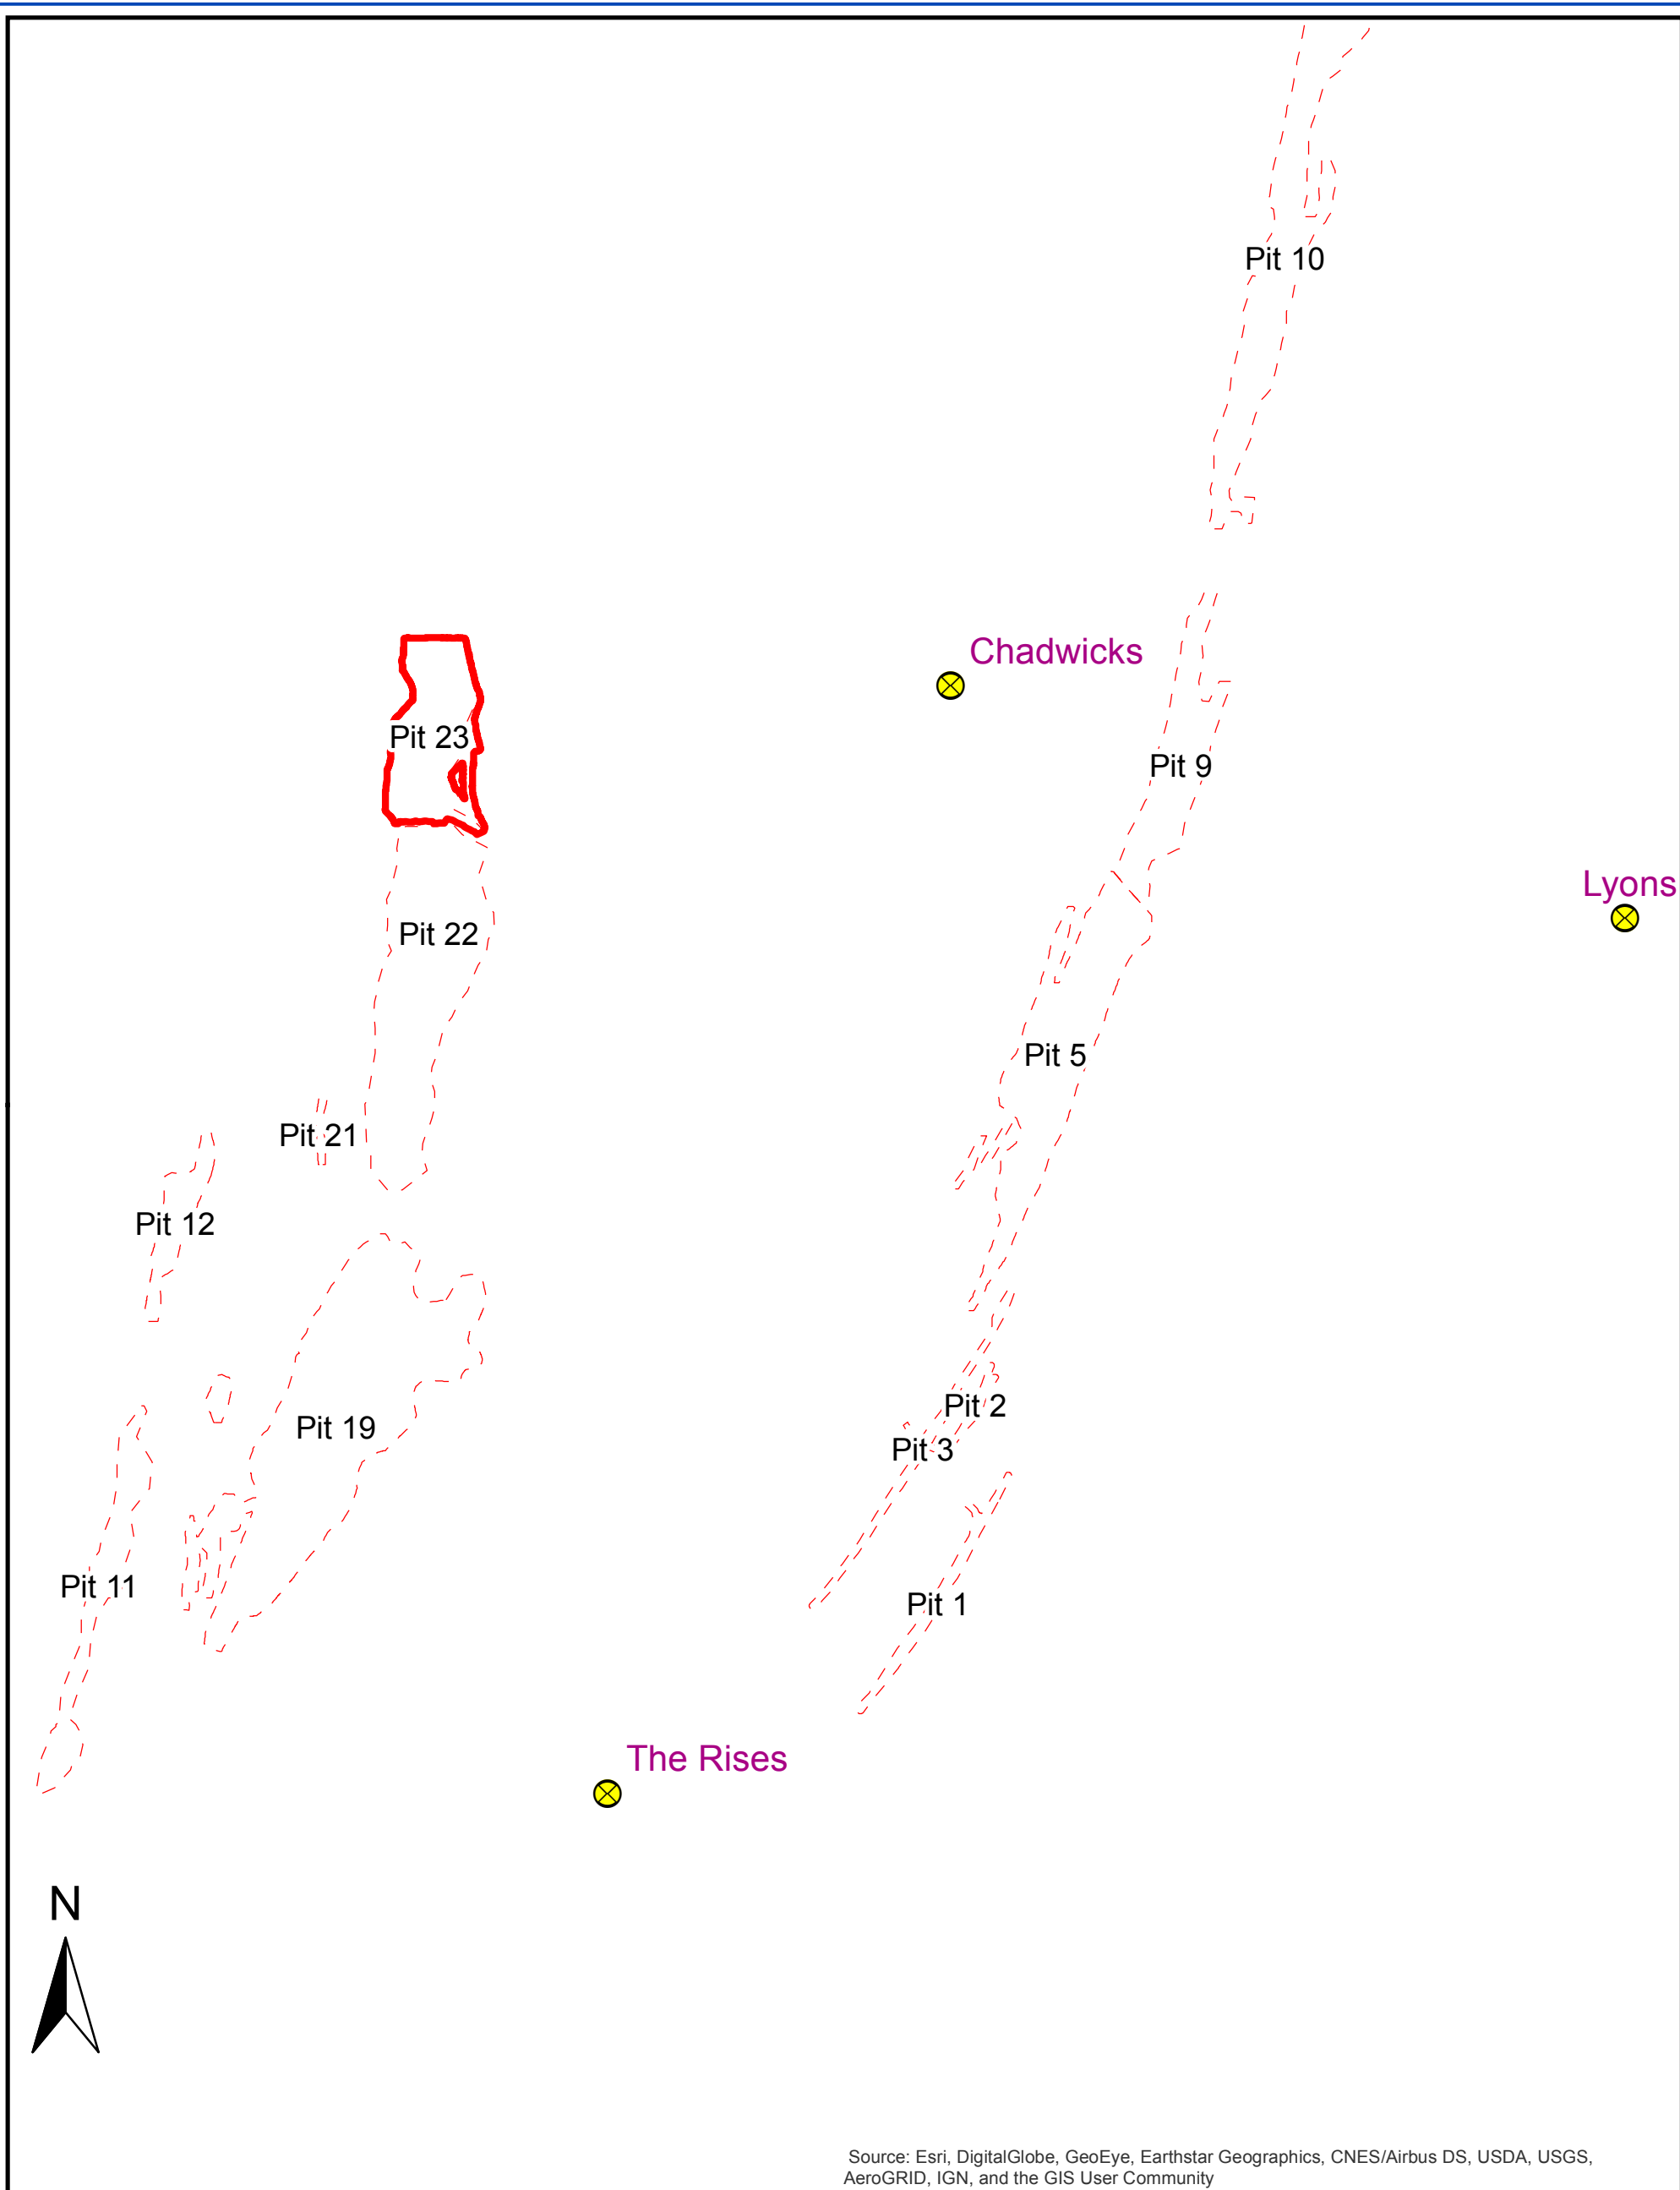 Pit 10
Chadwicks
Pit 23
Pit 9
Lyons
Pit 22
Pit 5
Pit 21
Pit 12
Pit 2
Pit 19
Pit 3
Pit 11
Pit 1
The Rises
N
Source: Esri, DigitalGlobe, GeoEye, Earthstar Geographics, CNES/Airbus DS, USDA, USGS,
AeroGRID, IGN, and the GIS User Community